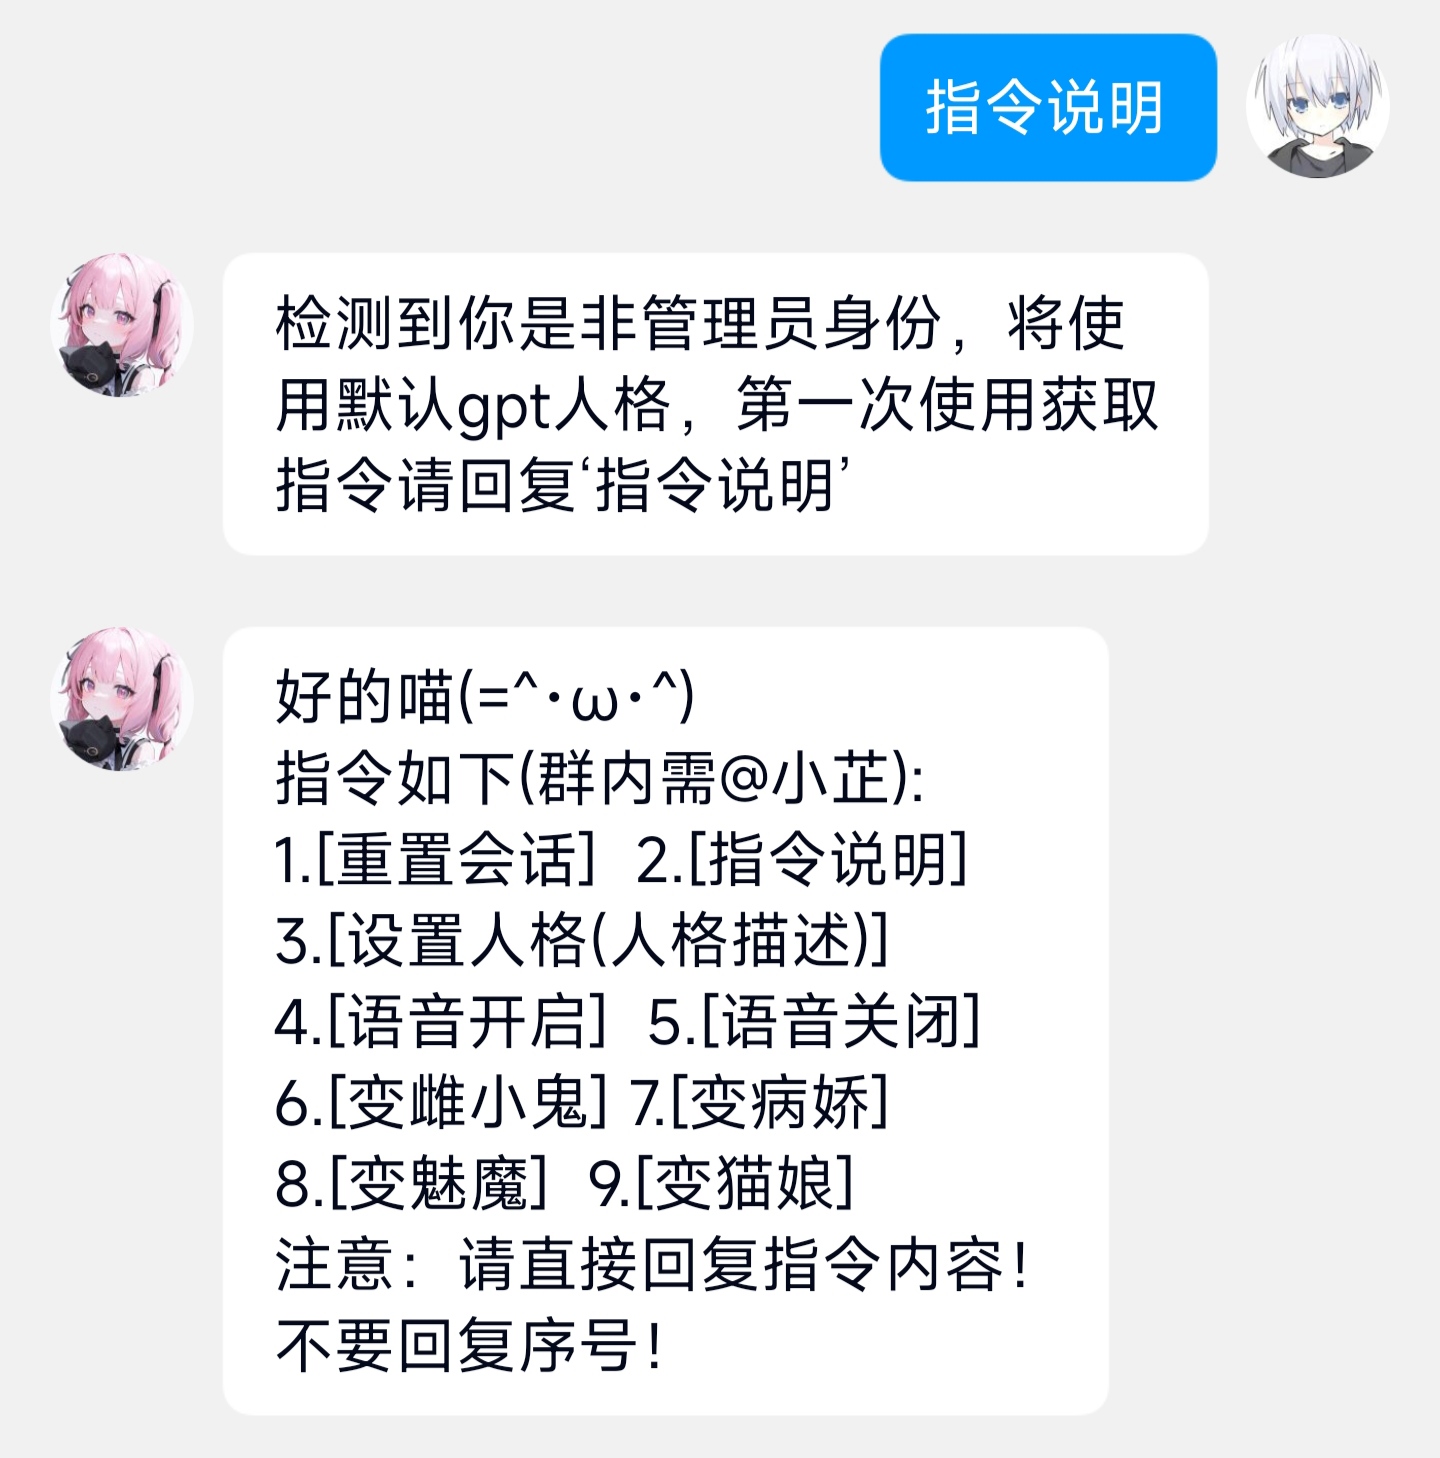 指令说明
检测到你是非管理员身份，将使
用默认gpt人格，第一次使用获取
指令请回复‘指令说明’
好的喵(=^･ω･^)
指令如下(群内需@小芷):
1.[重置会话]  2.[指令说明]
3.[设置人格(人格描述)]
4.[语音开启]  5.[语音关闭]
6.[变雌小鬼] 7.[变病娇]
8.[变魅魔]  9.[变猫娘]
注意：请直接回复指令内容！
不要回复序号！